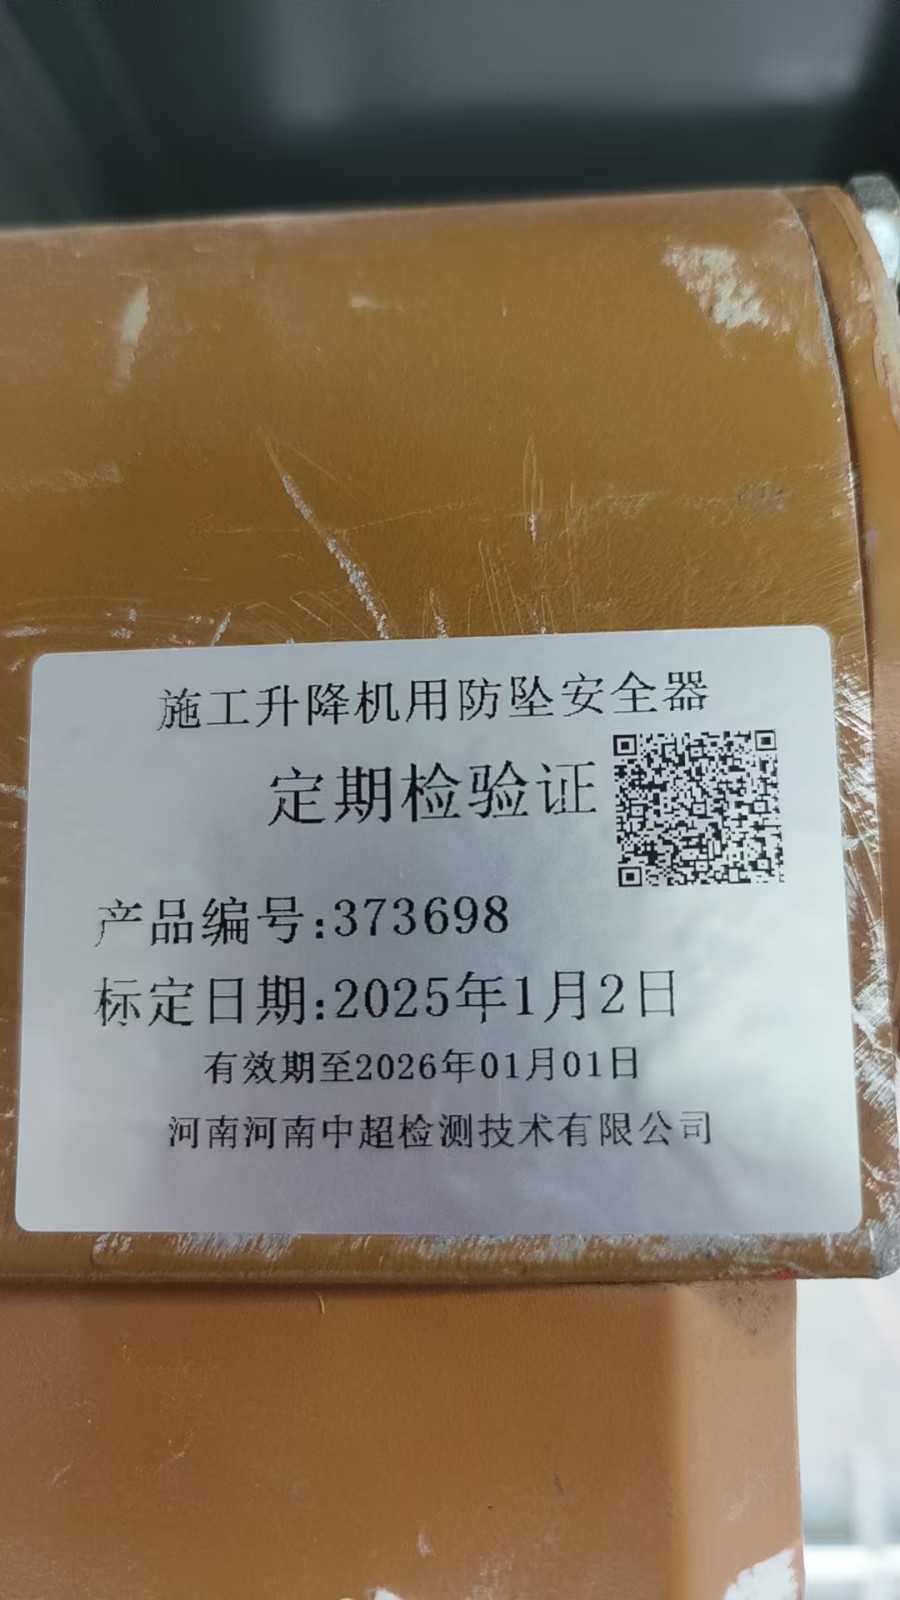 施工升降机用防坠安全器
定期检验证
产品编号:373698
标定日期:2025年1月2日
有效期至2026年01月01日
河南河南中超检测技术有限公司